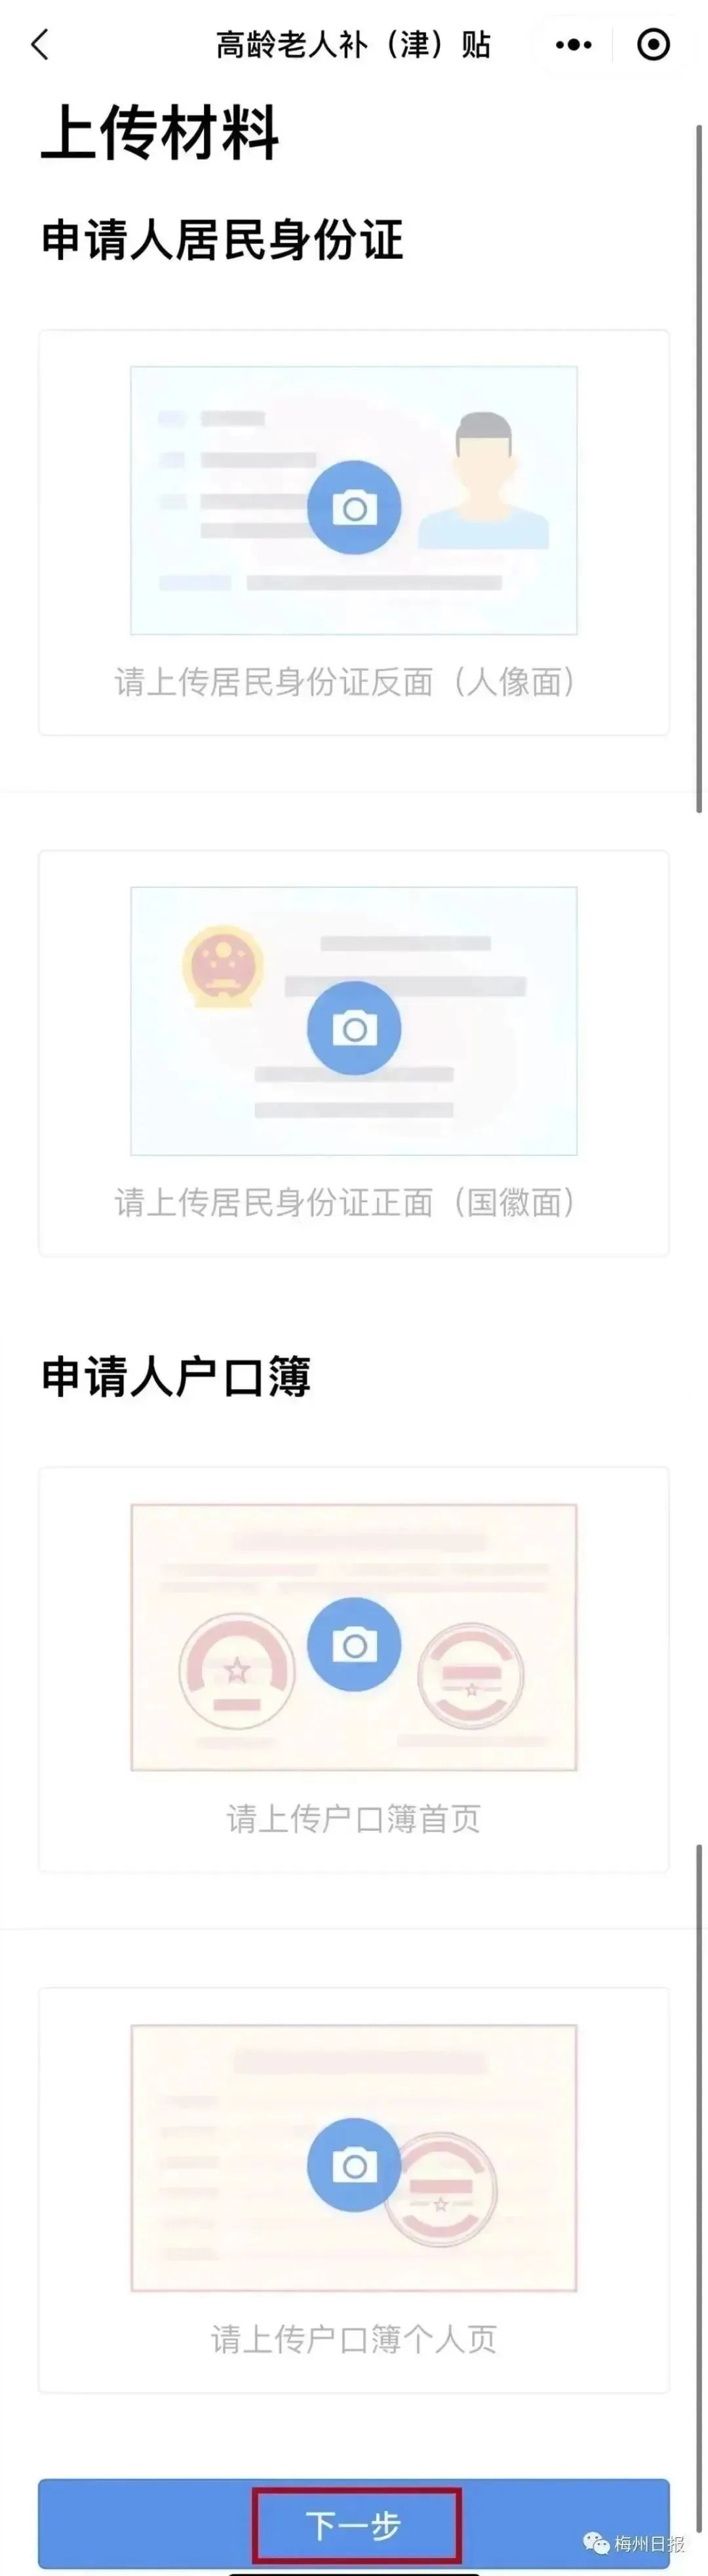 高龄老人补（津）贴
上传材料
申请人居民身份证
请上传居民身份证反面（人像面）
请上传居民身份证正面（国徽面）
申请人户口簿
请上传户口簿首页
请上传户口簿个人页
下一步
梅州日报